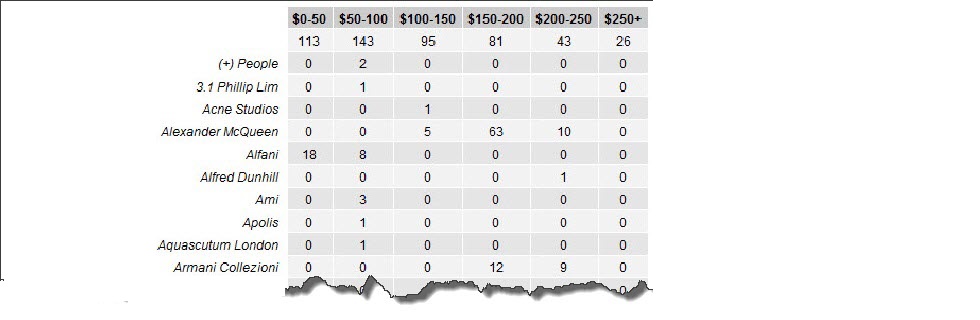 $0-50 $50-100 $100-150 $150-200 $200-250 $250+
113 143 95 81 43 26
(+) People 0 2 0 0 0 0
3.1 Phillip Lim 0 1 0 0 0 0
Acne Studios 0 0 1 0 0 0
Alexander McQueen 0 0 5 63 10 0
Alfani 18 8 0 0 0 0
Alfred Dunhill 0 0 0 0 1 0
Ami 0 3 0 0 0 0
Apolis 0 1 0 0 0 0
Aquascutum London 0 1 0 0 0 0
Armani Collezioni 0 0 0 12 9 0